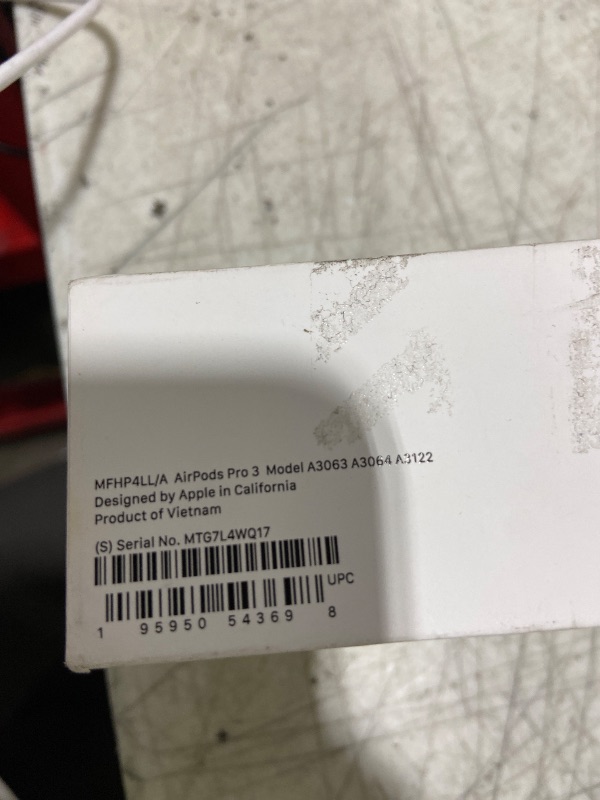 MFHP4LL/A AirPods Pro 3 Model A3063 A3064 A3122
Designed by Apple in California
Product of Vietnam
(S) Serial No. MTG7L4WQ17
UPC
1 95950 54369 8